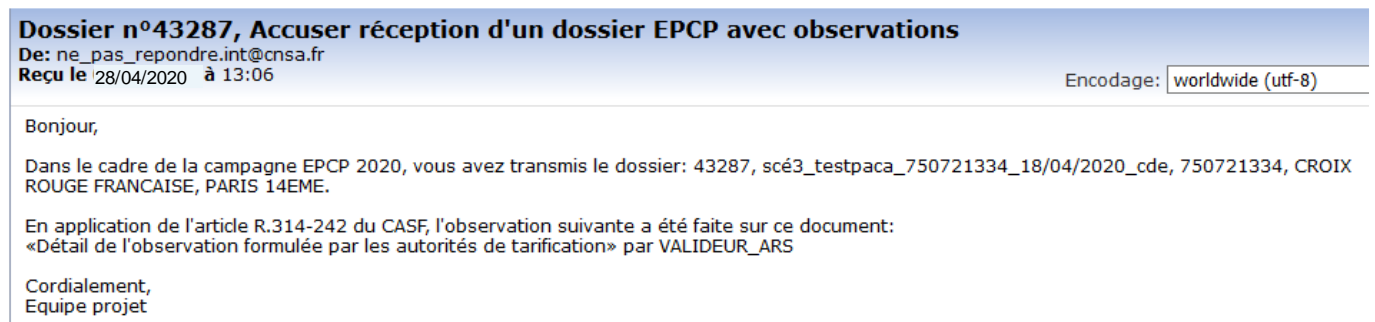 Dossier nº43287, Accuser réception d'un dossier EPCP avec observations
De: ne_pas_repondre.int@cnsa.fr
Reçu le 28/04/2020 à 13:06
Encodage: worldwide (utf-8)
Bonjour,
Dans le cadre de la campagne EPCP 2020, vous avez transmis le dossier: 43287, scé3_testpaca_750721334_18/04/2020_cde, 750721334, CROIX
ROUGE FRANCAISE, PARIS 14EME.
En application de l'article R.314-242 du CASF, l'observation suivante a été faite sur ce document:
«Détail de l'observation formulée par les autorités de tarification» par VALIDEUR_ARS
Cordialement,
Equipe projet